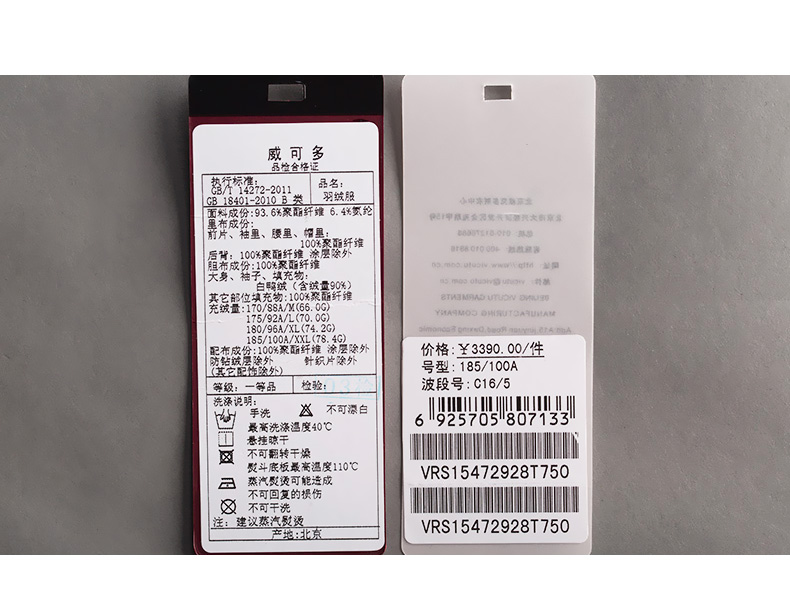 威可多
品检合格证
执行标准:
GB/T 14272-2011
GB 18401-2010 B 类
品名:
羽绒服
面料成份:93.6%聚酯纤维 6.4%氨纶
里布成份:
前片、袖里、腰里、帽里:
100%聚酯纤维
后背: 100%聚酯纤维 涂层除外
胆布成份:100%聚酯纤维
大身、袖子、填充物:
白鸭绒 (含绒量90%)
其它部位填充物:100%聚酯纤维
充绒量:170/88A/M(66.0G)
175/92A/L(70.0G)
180/96A/XL(74.2G)
185/100A/XXL(78.4G)
配布成份:100%聚酯纤维 涂层除外
防钻绒层除外 针织片除外
(其它配饰除外)
等级: 一等品 检验:
洗涤说明:
手洗 不可漂白
最高洗涤温度40℃
悬挂晾干
不可翻转干燥
熨斗底板最高温度110℃
蒸汽熨烫可能造成
不可回复的损伤
不可干洗
注: 建议蒸汽熨烫
产地:北京
价格:¥3390.00/件
号型:185/100A
波段号:C16/5
6 925705 807133
VRS15472928T750
VRS15472928T750